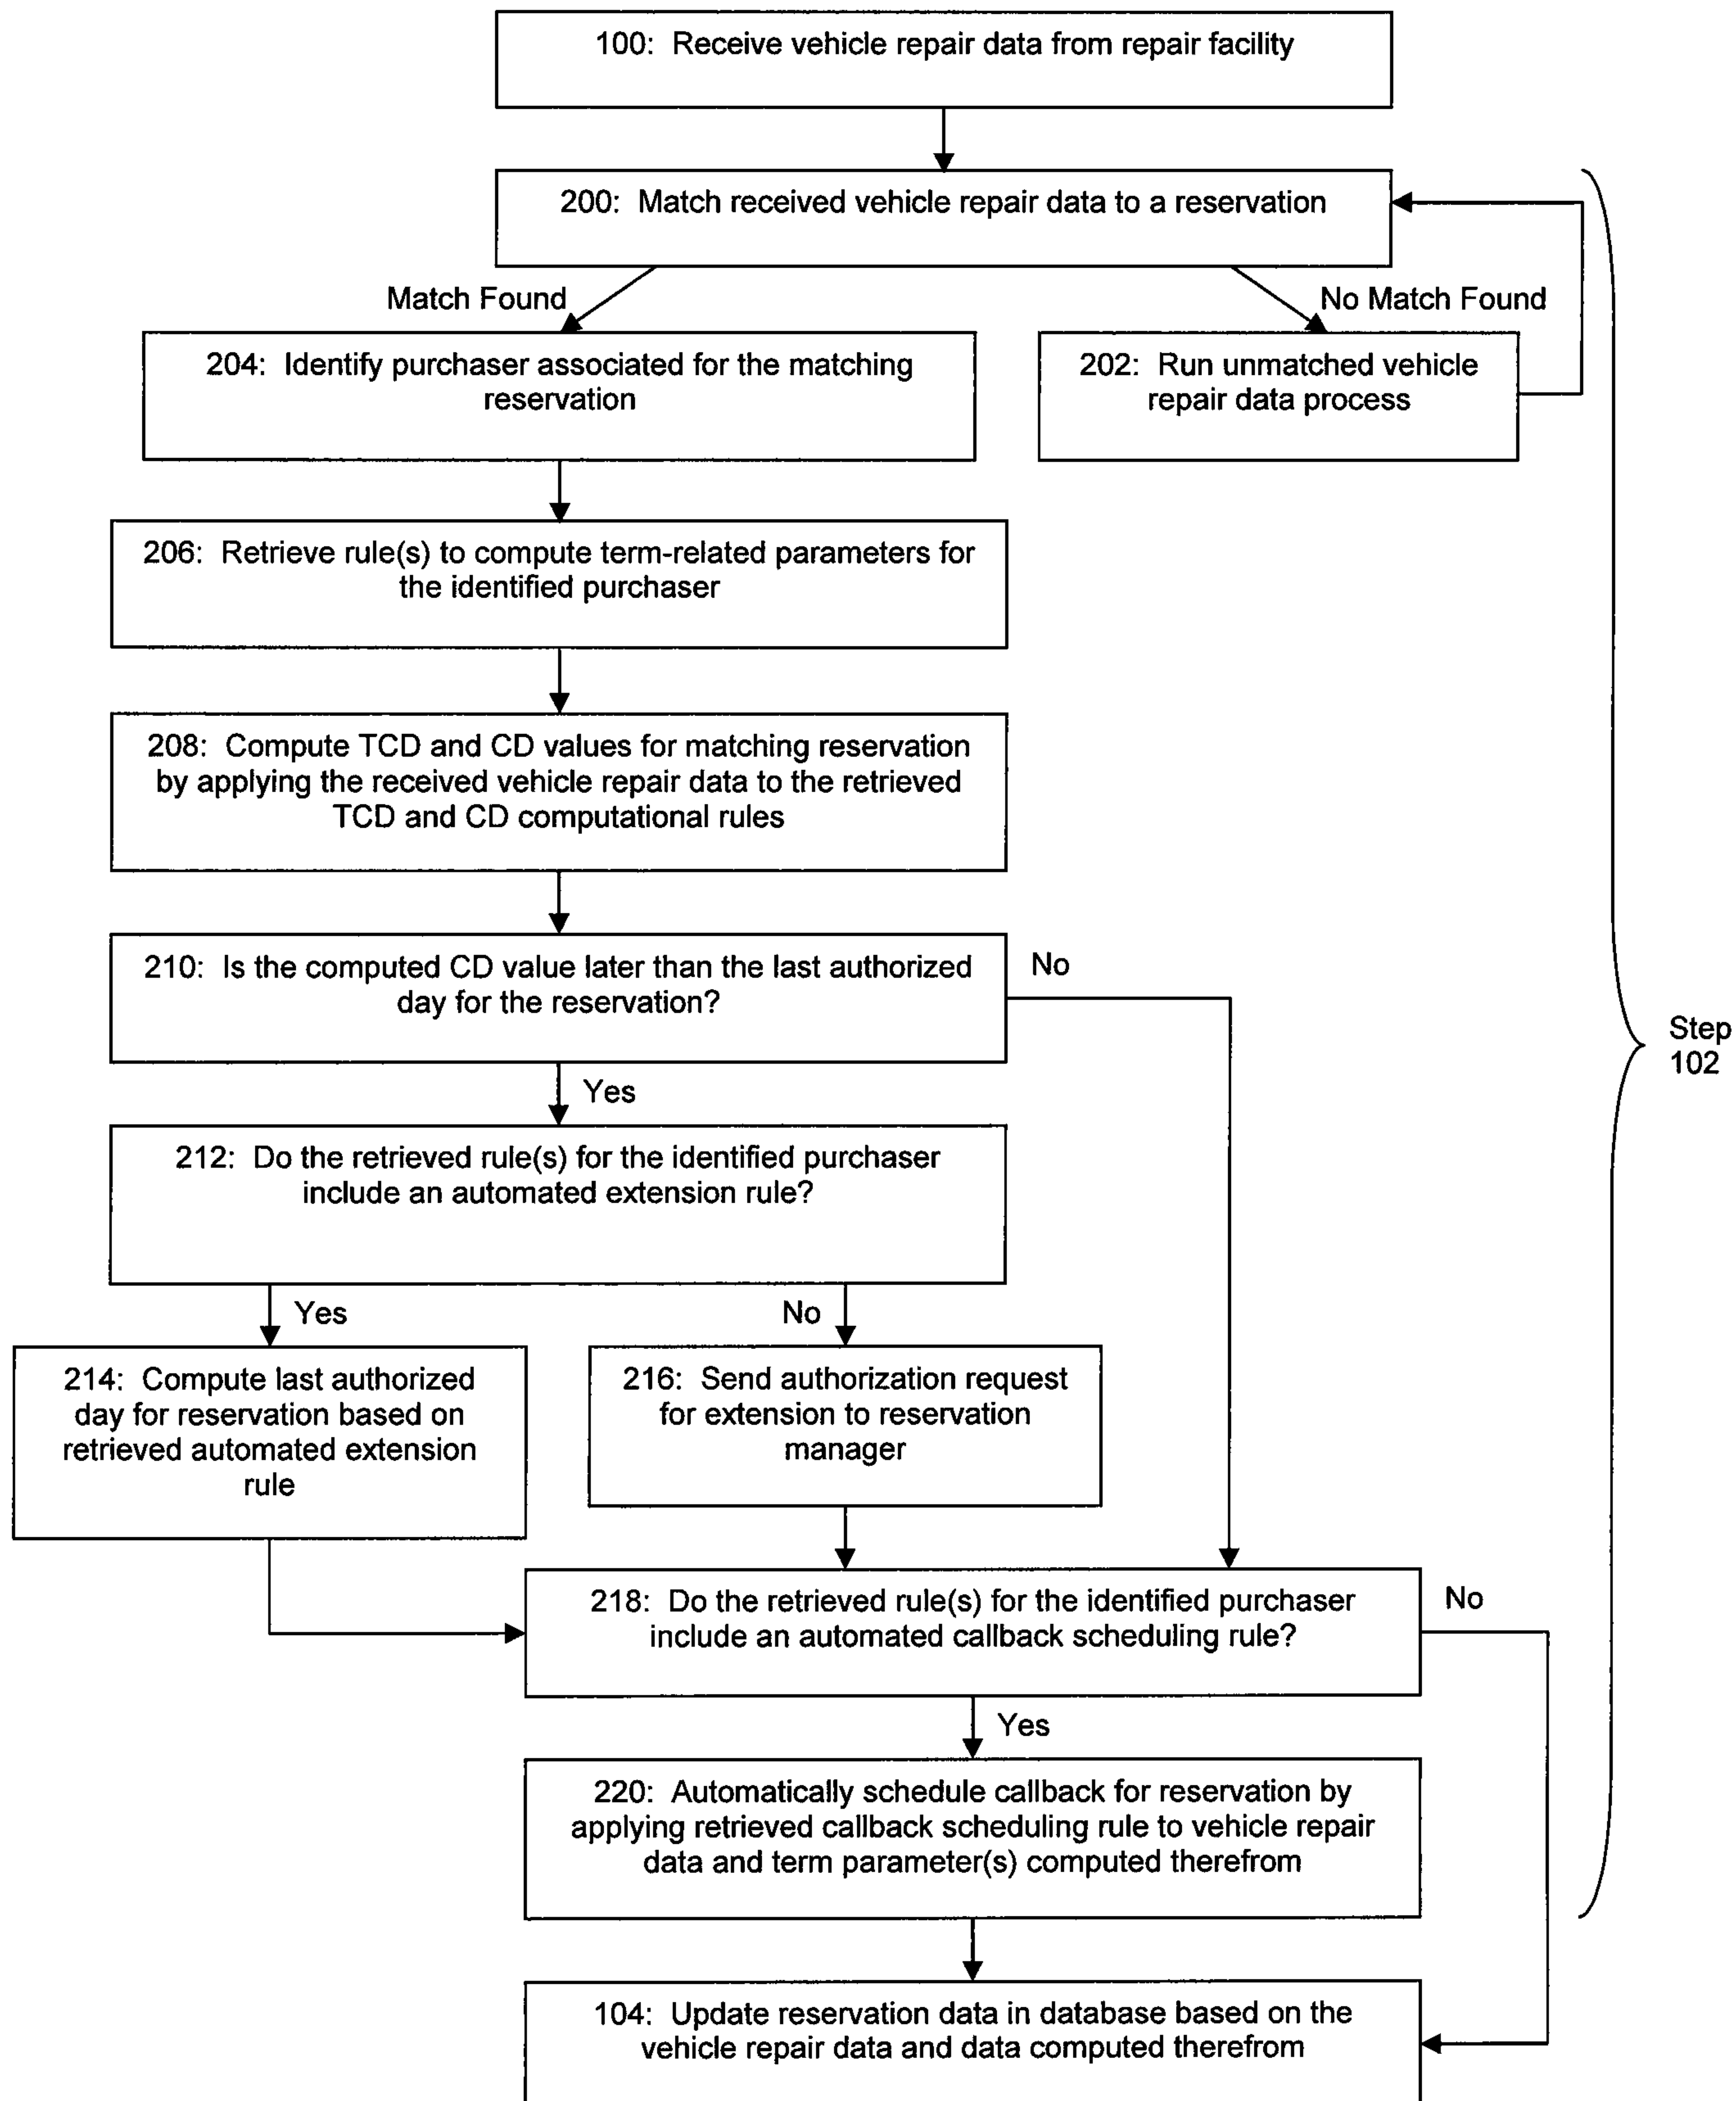 100: Receive vehicle repair data from repair facility
200: Match received vehicle repair data to a reservation
Match Found
No Match Found
204: Identify purchaser associated for the matching
reservation
202: Run unmatched vehicle
repair data process
206: Retrieve rule(s) to compute term-related parameters for
the identified purchaser
208: Compute TCD and CD values for matching reservation
by applying the received vehicle repair data to the retrieved
TCD and CD computational rules
210: Is the computed CD value later than the last authorized
day for the reservation?
No
Step
102
Yes
212: Do the retrieved rule(s) for the identified purchaser
include an automated extension rule?
Yes
No
214: Compute last authorized
day for reservation based on
retrieved automated extension
rule
216: Send authorization request
for extension to reservation
manager
218: Do the retrieved rule(s) for the identified purchaser
include an automated callback scheduling rule?
No
Yes
220: Automatically schedule callback for reservation by
applying retrieved callback scheduling rule to vehicle repair
data and term parameter(s) computed therefrom
104: Update reservation data in database based on the
vehicle repair data and data computed therefrom